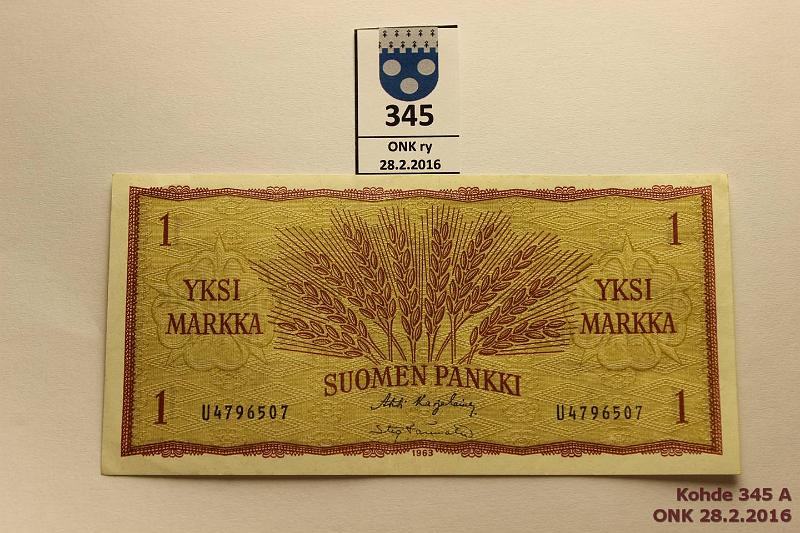 345
ONK ry
28.2.2016
1 1
YKSI MARKKA
YKSI MARKKA
SUOMEN PANKKI
1 U4796507 U4796507 1
1963
Kohde 345 A
ONK 28.2.2016